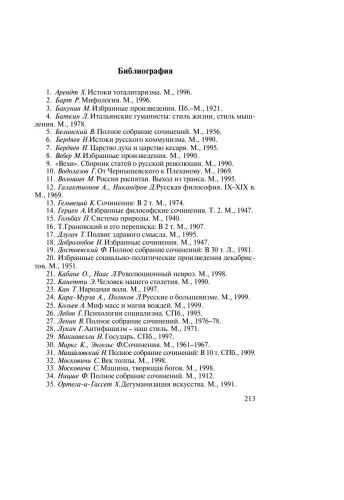 Библиография
1. Арендт Х. Истоки тоталитаризма. М., 1996.
2. Барт Р. Мифология. М., 1996.
3. Бакунин М. Избранные произведения. Пб.–М., 1921.
4. Баткин Л. Итальянские гуманисты: стиль жизни, стиль мыш-
ления. М., 1978.
5. Белинский В. Полное собрание сочинений. М., 1956.
6. Бердяев Н. Истоки русского коммунизма. М., 1990.
7. Бердяев Н. Царство духа и царство кесаря. М., 1995.
8. Вебер М. Избранные произведения. М., 1990.
9. «Вехи». Сборник статей о русской революции. М., 1990.
10. Водолазов Г. От Чернышевского к Плеханову. М., 1969.
11. Волошин М. Россия распятая. Выход из транса. М., 1995.
12. Галактионов А., Никандров Л. Русская философия. IX–XIX в.
М., 1969.
13. Гельвеций К. Сочинения: В 2 т. М., 1974.
14. Герцен А. Избранные философские сочинения. Т. 2. М., 1947.
15. Гольбах П. Система природы. М., 1940.
16. Т.Грановский и его переписка: В 2 т. М., 1907.
17. Длугач Т. Подвиг здравого смысла. М., 1995.
18. Добролюбов Н. Избранные сочинения. М., 1947.
19. Достоевский Ф. Полное собрание сочинений: В 30 т. Л., 1981.
20. Избранные социально-политические произведения декабрис-
тов. М., 1951.
21. Кабане О., Насс Л. Революционный невроз. М., 1998.
22. Канетти Э. Человек нашего столетия. М., 1990.
23. Кан Т. Народная воля. М., 1997.
24. Кара-Мурза А., Поляков Л. Русские о большевизме. М., 1999.
25. Кольев А. Миф масс и магия вождей. М., 1999.
26. Лебон Г. Психология социализма. СПб., 1995.
27. Ленин В. Полное собрание сочинений. М., 1976–78.
28. Лукач Г. Антифашизм – наш стиль. М., 1971.
29. Макиавелли Н. Государь. СПб., 1997.
30. Маркс К., Энгельс Ф. Сочинения. М., 1961–1967.
31. Михайловский Н. Полное собрание сочинений: В 10 т. СПб., 1909.
32. Московичи С. Век толпы. М., 1998.
33. Московичи С. Машина, творящая богов. М., 1998.
34. Ницше Ф. Полное собрание сочинений. М., 1912.
35. Ортега-и-Гассет Х. Дегуманизация искусства. М., 1991.
213